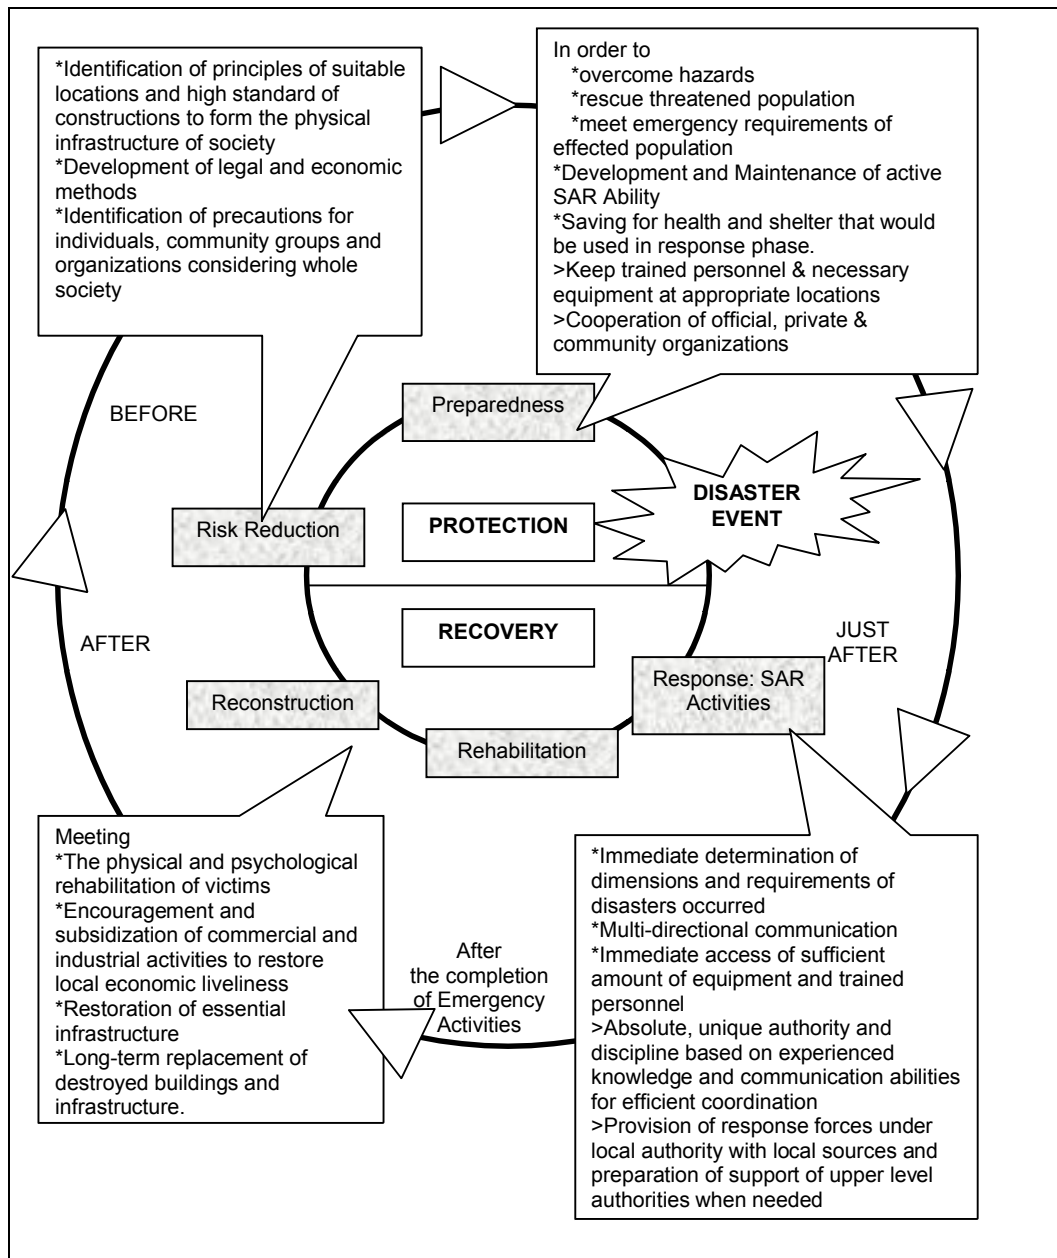 *Identification of principles of suitable
locations and high standard of
constructions to form the physical
infrastructure of society
*Development of legal and economic
methods
*Identification of precautions for
individuals, community groups and
organizations considering whole
society
In order to
*overcome hazards
*rescue threatened population
*meet emergency requirements of
effected population
*Development and Maintenance of active
SAR Ability
*Saving for health and shelter that would
be used in response phase.
>Keep trained personnel & necessary
equipment at appropriate locations
>Cooperation of official, private &
community organizations
BEFORE
Preparedness
DISASTER
EVENT
Risk Reduction
PROTECTION
RECOVERY
AFTER
JUST
AFTER
Reconstruction
Response: SAR
Activities
Rehabilitation
Meeting
*The physical and psychological
rehabilitation of victims
*Encouragement and
subsidization of commercial and
industrial activities to restore
local economic liveliness
*Restoration of essential
infrastructure
*Long-term replacement of
destroyed buildings and
infrastructure.
After
the completion
of Emergency
Activities
*Immediate determination of
dimensions and requirements of
disasters occurred
*Multi-directional communication
*Immediate access of sufficient
amount of equipment and trained
personnel
>Absolute, unique authority and
discipline based on experienced
knowledge and communication abilities
for efficient coordination
>Provision of response forces under
local authority with local sources and
preparation of support of upper level
authorities when needed